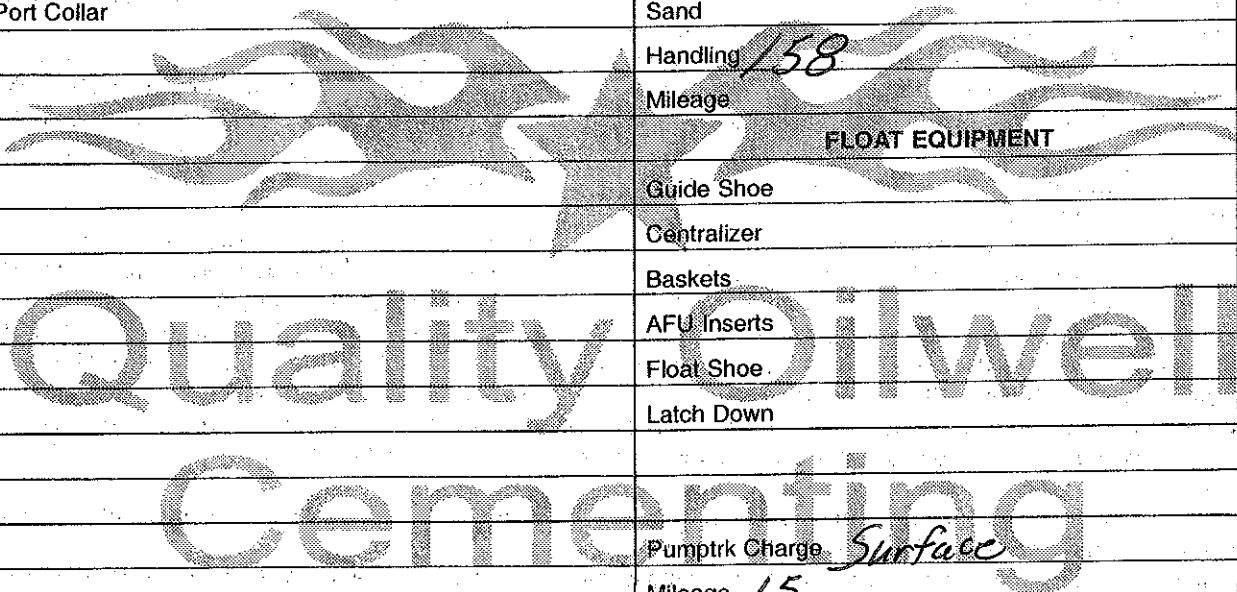 Port Collar
Sand
Handling 158
Mileage
FLOAT EQUIPMENT
Guide Shoe
Centralizer
Baskets
AFU Inserts
Float Shoe
Latch Down
Quality Oilwell
Cementing
Pumptrk Charge Surface
Mileage 15